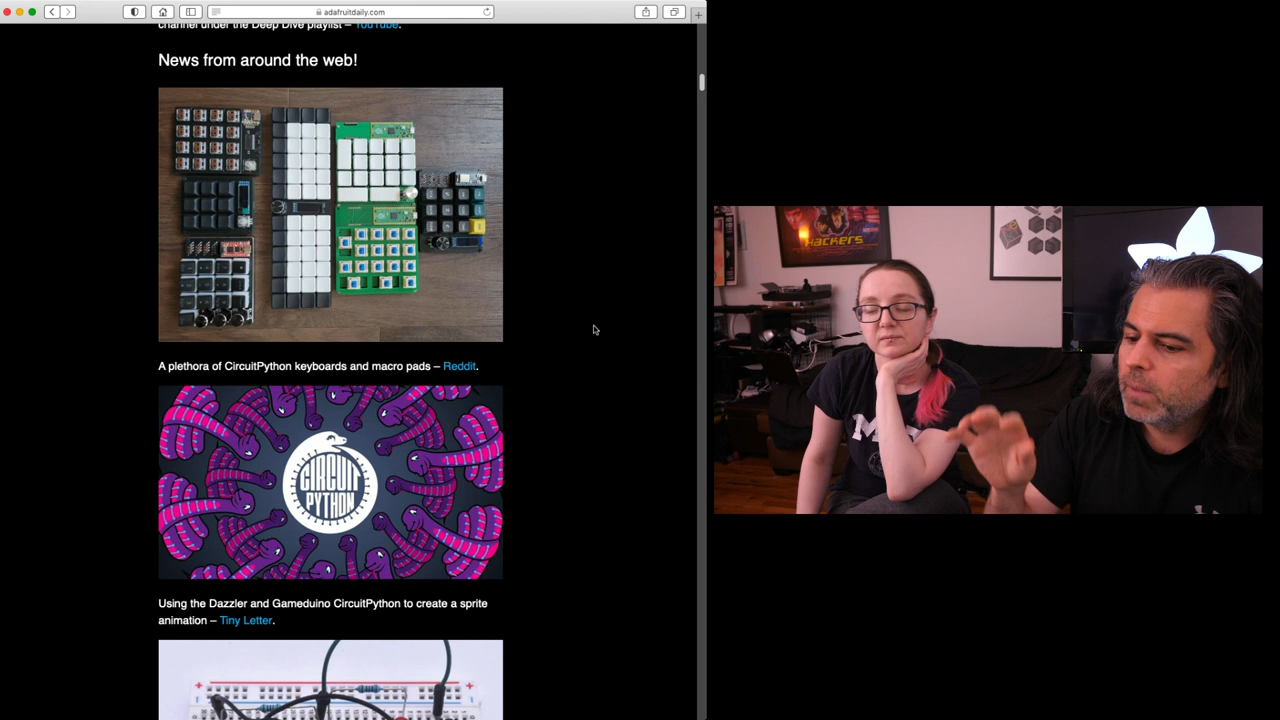 adafruitdaily.com
channel under the Deep Dive playlist – YouTube.
News from around the web!
A plethora of CircuitPython keyboards and macro pads – Reddit.
CIRCUIT
PYTHON
Using the Dazzler and Gameduino CircuitPython to create a sprite
animation – Tiny Letter.
HACKERS